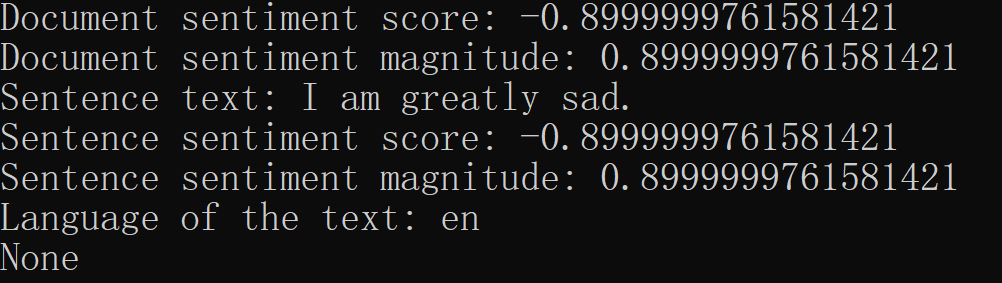 Document sentiment score: -0.8999999761581421
Document sentiment magnitude: 0.8999999761581421
Sentence text: I am greatly sad.
Sentence sentiment score: -0.8999999761581421
Sentence sentiment magnitude: 0.8999999761581421
Language of the text: en
None